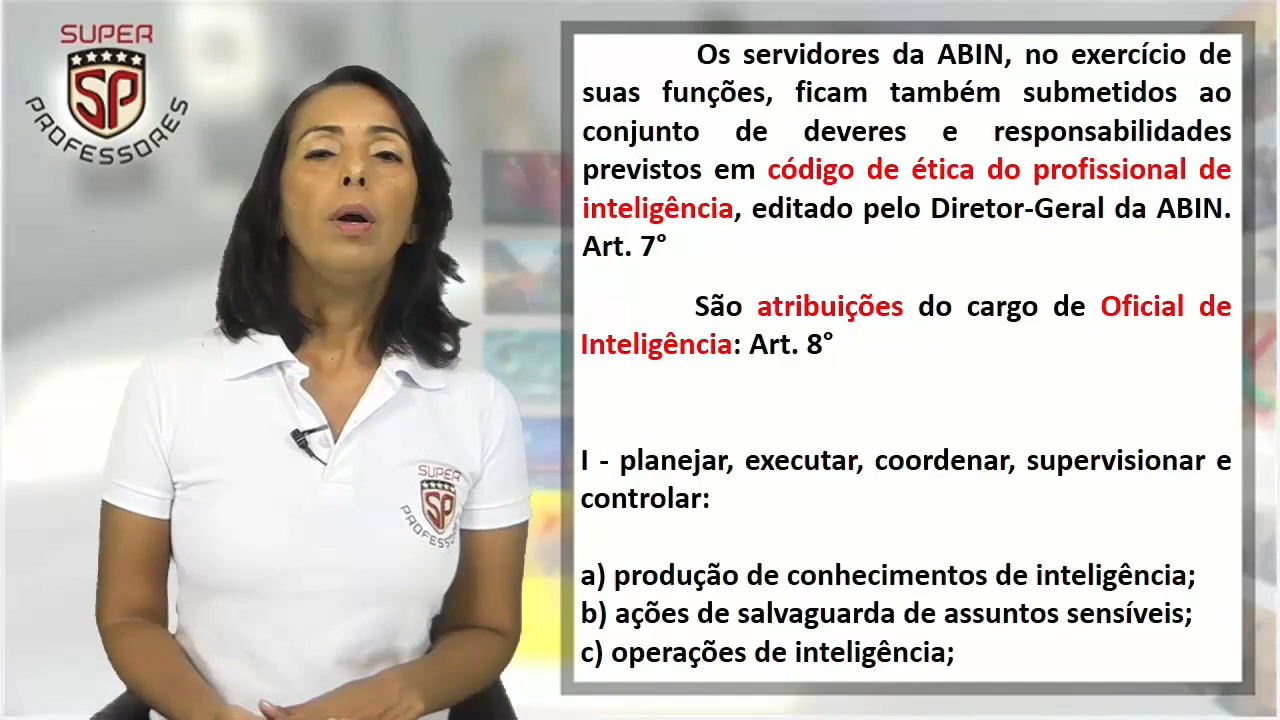 SUPER
SP
PROFESSORES
Os servidores da ABIN, no exercício de
suas funções, ficam também submetidos ao
conjunto de deveres e responsabilidades
previstos em código de ética do profissional de
inteligência, editado pelo Diretor-Geral da ABIN.
Art. 7°
São atribuições do cargo de Oficial de
Inteligência: Art. 8°
I - planejar, executar, coordenar, supervisionar e
controlar:
a) produção de conhecimentos de inteligência;
b) ações de salvaguarda de assuntos sensíveis;
c) operações de inteligência;
SUPER
SP
PROFESSORES